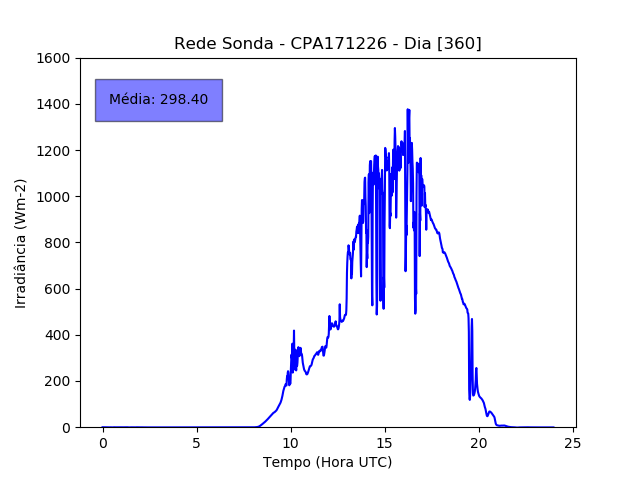 Rede Sonda - CPA171226 - Dia [360]
Média: 298.40
Irradiância (Wm-2)
1600
1400
1200
1000
800
600
400
200
0
0 5 10 15 20 25
Tempo (Hora UTC)